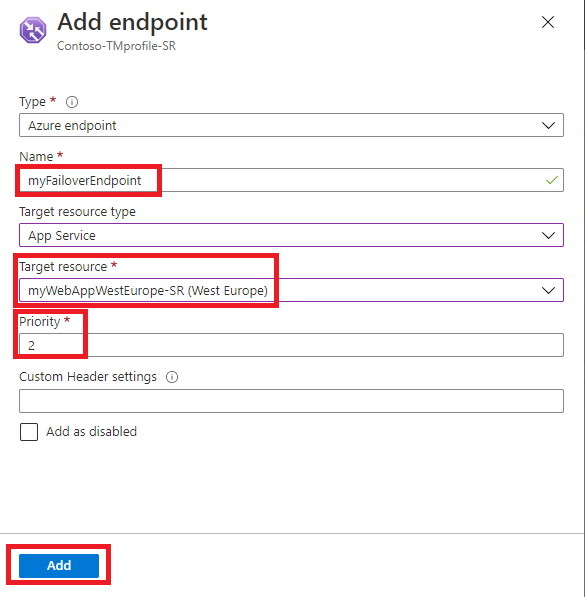 Add endpoint
Contoso-TMprofile-SR
Type *
Azure endpoint
Name *
myFailoverEndpoint
Target resource type
App Service
Target resource *
myWebAppWestEurope-SR (West Europe)
Priority *
2
Custom Header settings
Add as disabled
Add